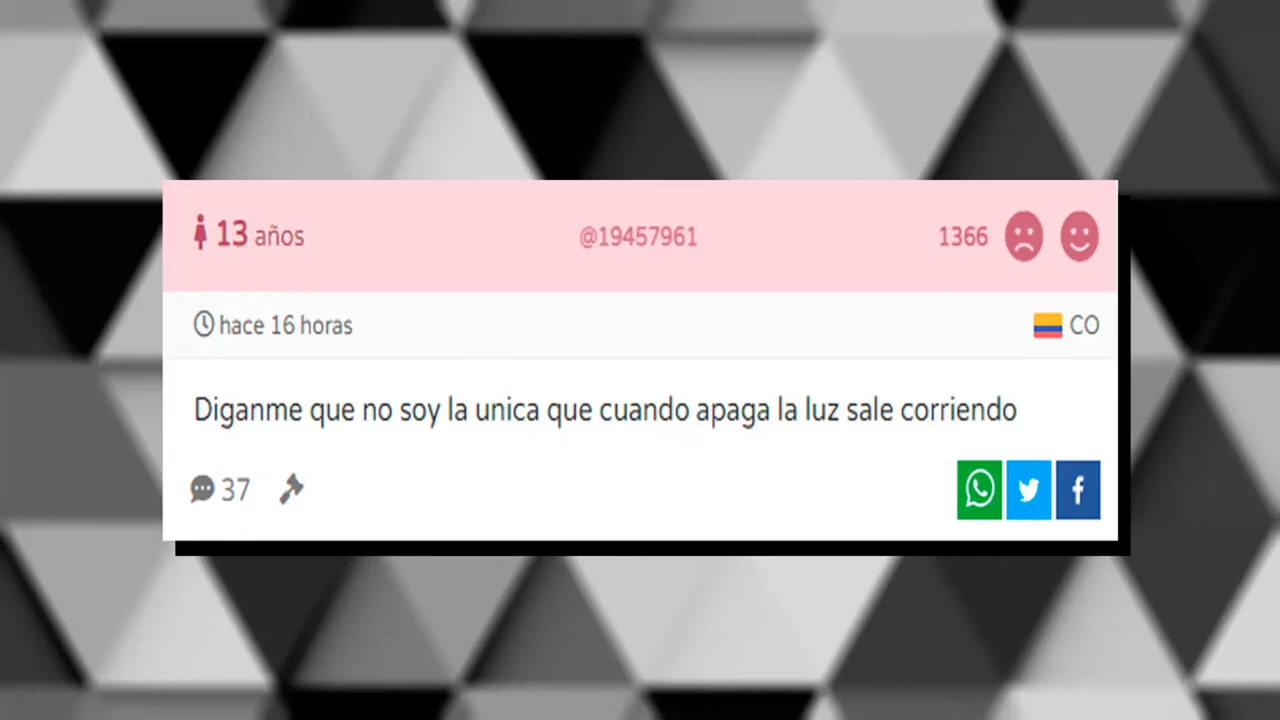 13 años @19457961 1366
hace 16 horas CO
Diganme que no soy la unica que cuando apaga la luz sale corriendo
37